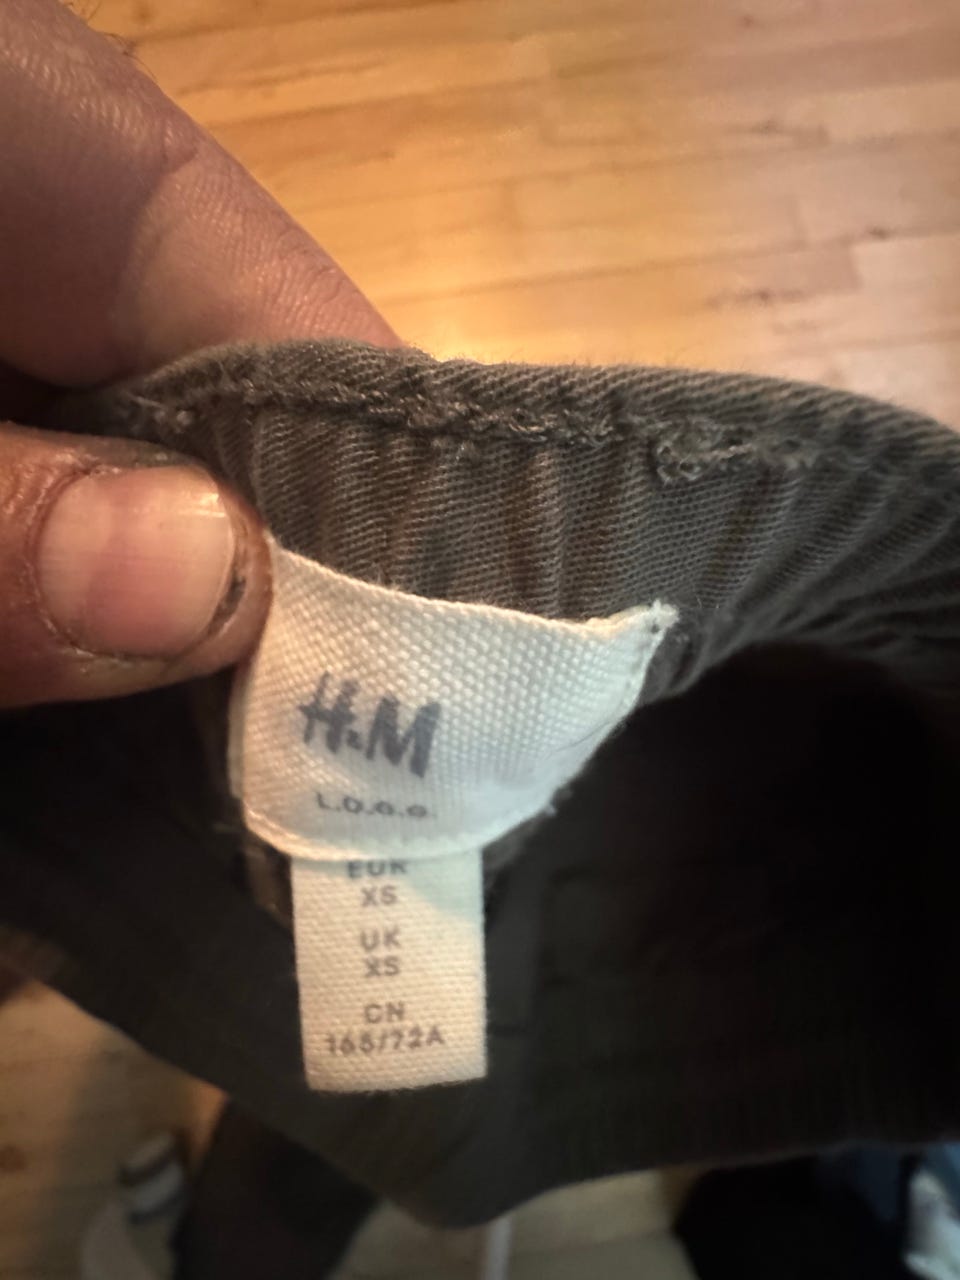 H&M
L.O.G.G.
EUR
XS
UK
XS
CN
165/72A